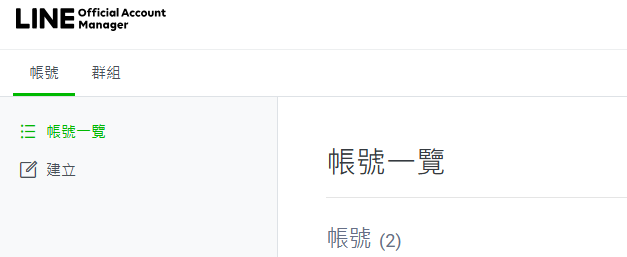 LINE Official Account
Manager
帳號 群組
帳號一覽
建立
帳號一覽
帳號 (2)